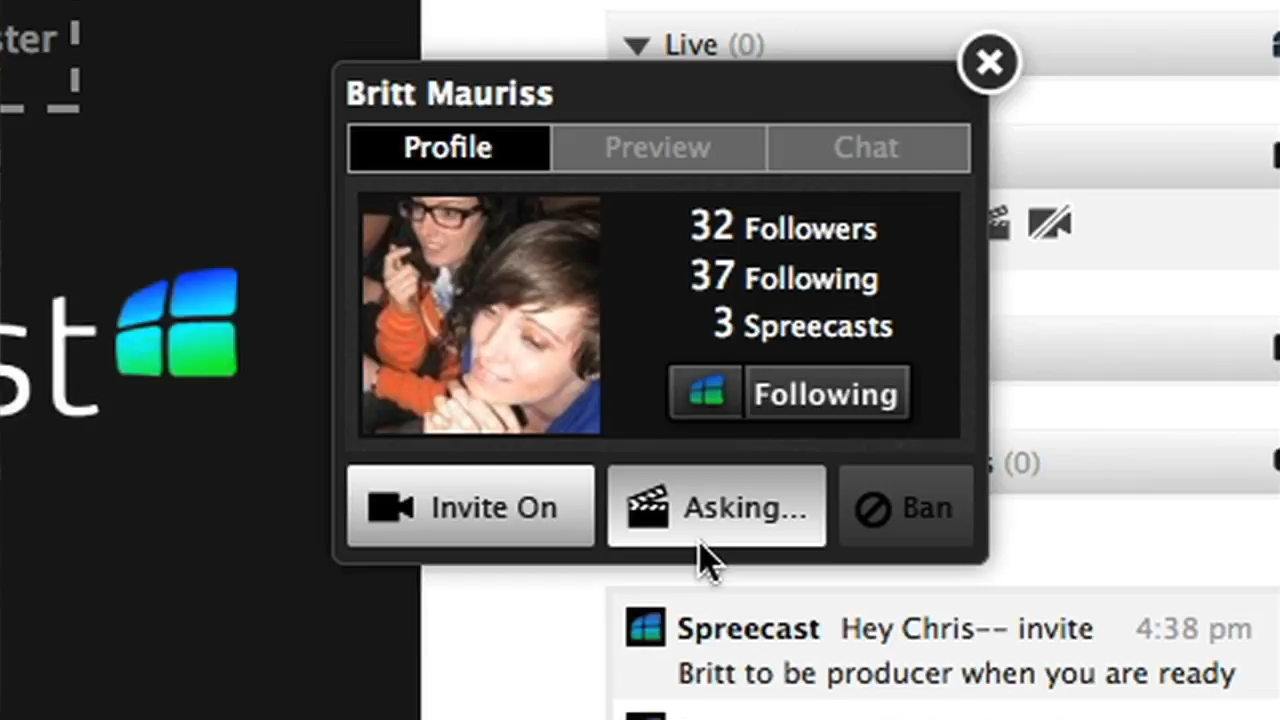 ster
Live (0)
Britt Mauriss
Profile
Preview
Chat
32 Followers
37 Following
3 Spreecasts
Following
st
s (0)
Invite On
Asking...
Ban
Spreecast Hey Chris-- invite 4:38 pm
Britt to be producer when you are ready